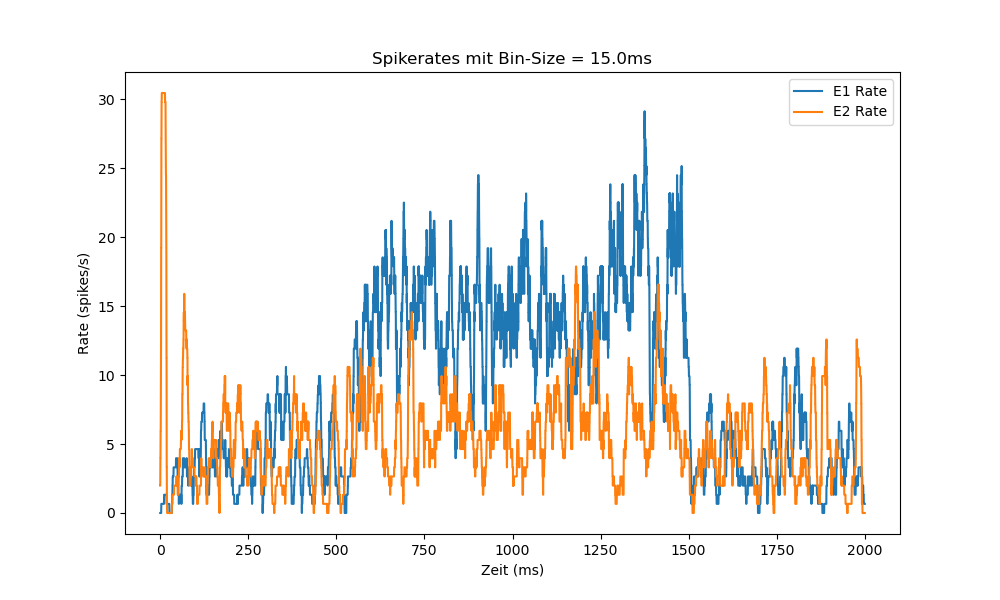 Spikerates mit Bin-Size = 15.0ms
E1 Rate
E2 Rate
30
25
20
15
10
5
0
Rate (spikes/s)
0 250 500 750 1000 1250 1500 1750 2000
Zeit (ms)